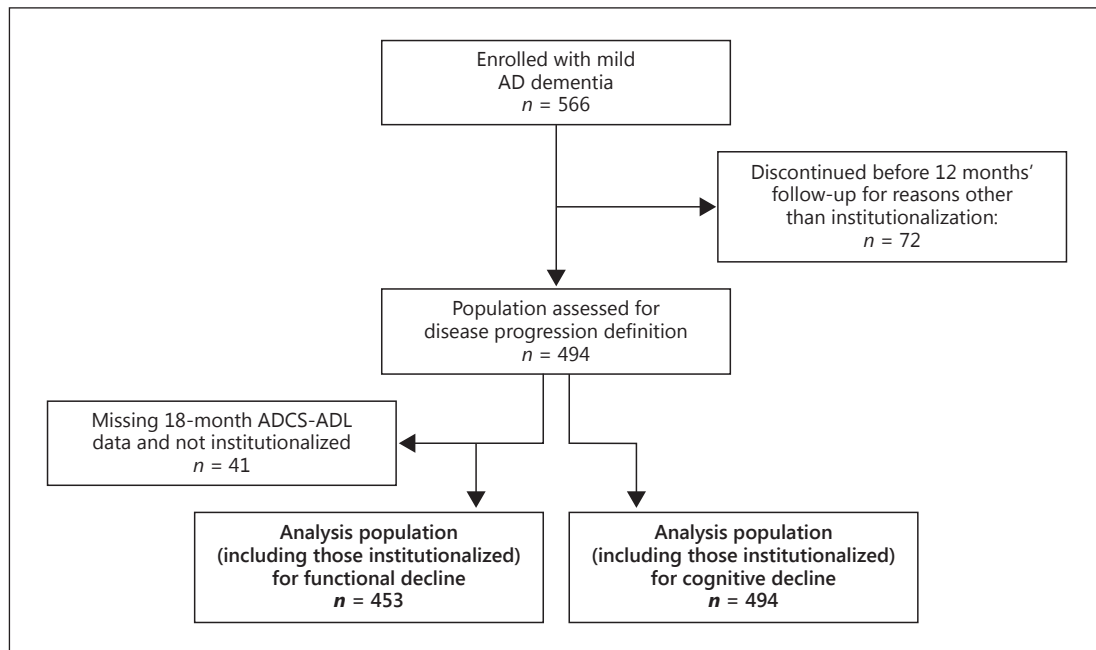 Enrolled with mild
AD dementia
n = 566
Discontinued before 12 months’
follow-up for reasons other
than institutionalization:
n = 72
Population assessed for
disease progression definition
n = 494
Missing 18-month ADCS-ADL
data and not institutionalized
n = 41
Analysis population
(including those institutionalized)
for functional decline
n = 453
Analysis population
(including those institutionalized)
for cognitive decline
n = 494